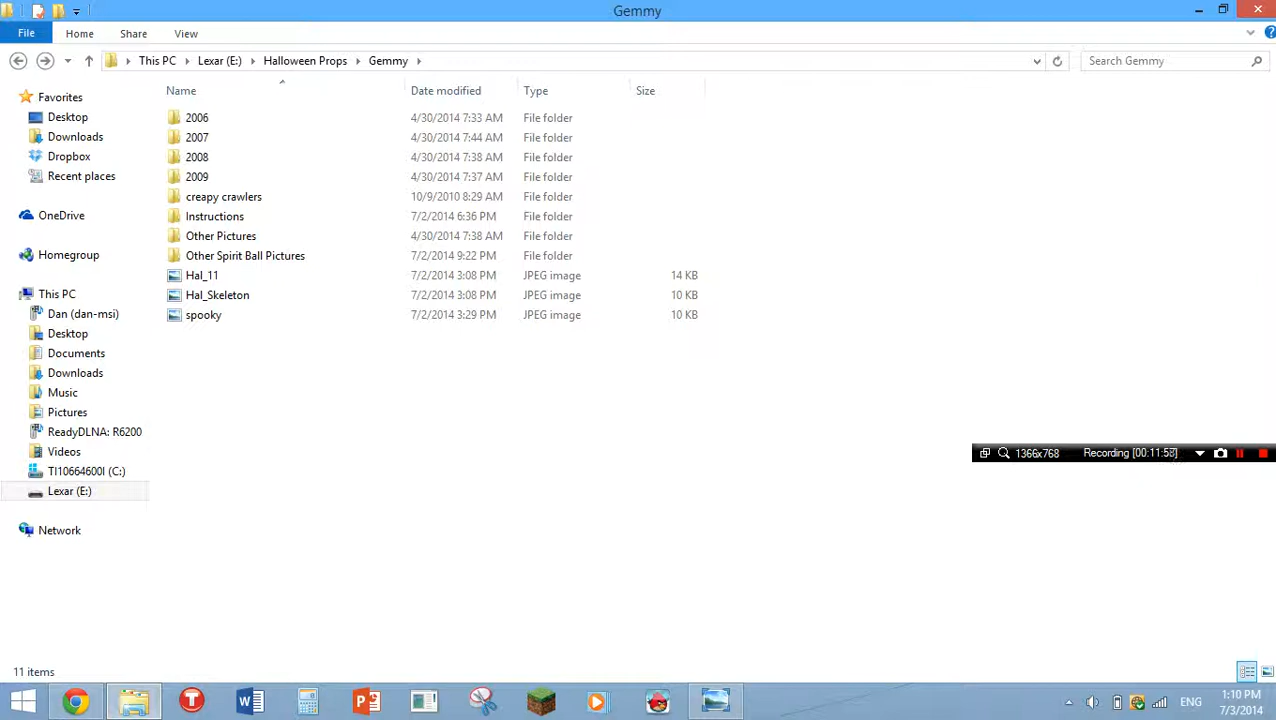 Gemmy
File Home Share View
This PC Lexar (E:) Halloween Props Gemmy Search Gemmy
Name Date modified Type Size
Favorites
Desktop
Downloads
Dropbox
Recent places
OneDrive
Homegroup
This PC
Dan (dan-msi)
Desktop
Documents
Downloads
Music
Pictures
ReadyDLNA: R6200
Videos
TI10664600I (C:)
Lexar (E:)
Network
2006 4/30/2014 7:33 AM File folder
2007 4/30/2014 7:44 AM File folder
2008 4/30/2014 7:38 AM File folder
2009 4/30/2014 7:37 AM File folder
creapy crawlers 10/9/2010 8:29 AM File folder
Instructions 7/2/2014 6:36 PM File folder
Other Pictures 4/30/2014 7:38 AM File folder
Other Spirit Ball Pictures 7/2/2014 9:22 PM File folder
Hal_11 7/2/2014 3:08 PM JPEG image 14 KB
Hal_Skeleton 7/2/2014 3:08 PM JPEG image 10 KB
spooky 7/2/2014 3:29 PM JPEG image 10 KB
1366x768 Recording [00:11:58]
11 items
ENG 1:10 PM
7/3/2014